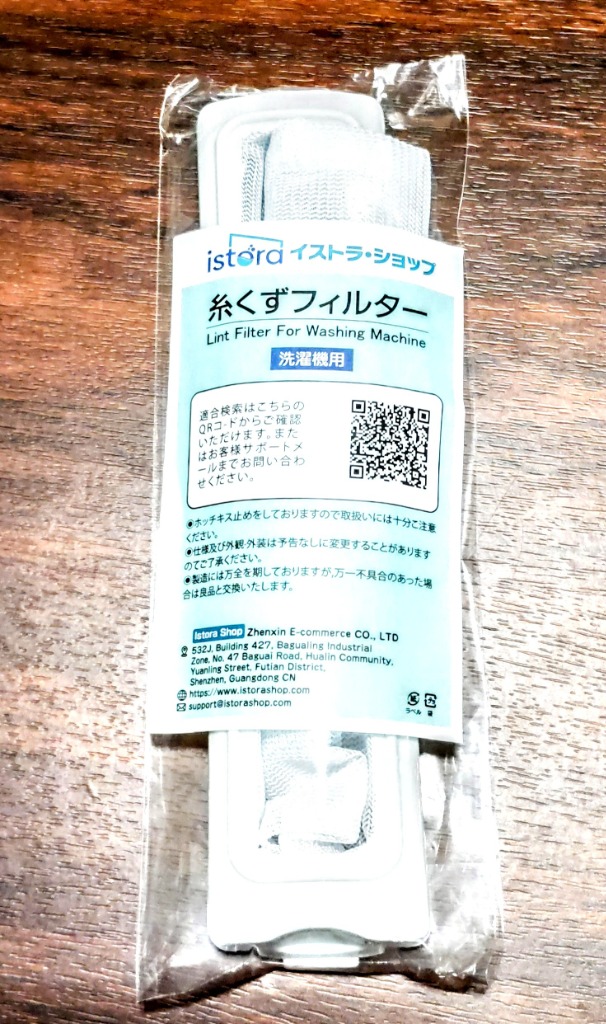 istora イストラ・ショップ
糸くずフィルター
Lint Filter For Washing Machine
洗濯機用
適合検索はこちらの
QRコードからご確認
いただけます。また
はお客様サポートメ
ールまでお問い合わ
せください。
●ホッチキス止めをしておりますので取扱いには十分ご注意
ください。
●仕様及び外観・外装は予告なしに変更することがあります
のでご了承ください。
●製造には万全を期しておりますが、万一不具合のあった場
合は良品と交換いたします。
Istora Shop Zhenxin E-commerce CO., LTD
532J, Building 427, Bagualing Industrial
Zone, No. 47 Baguai Road, Hualin Community,
Yuanling Street, Futian District,
Shenzhen, Guangdong CN
https://www.istorashop.com
support@istorashop.com
紙 プラ
ラベル 袋